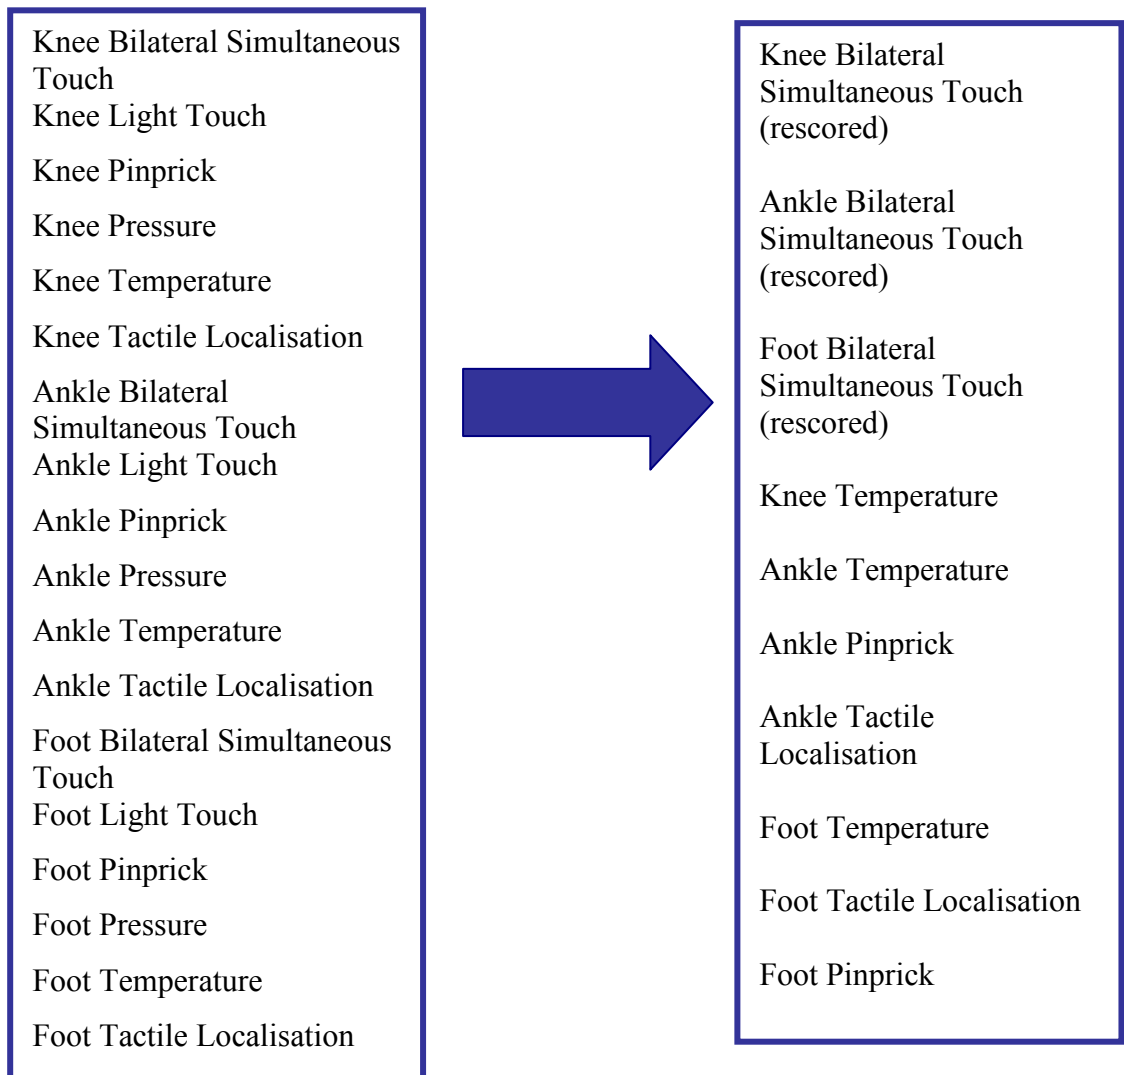 Knee Bilateral Simultaneous
Touch
Knee Light Touch
Knee Pinprick
Knee Pressure
Knee Temperature
Knee Tactile Localisation
Ankle Bilateral
Simultaneous Touch
Ankle Light Touch
Ankle Pinprick
Ankle Pressure
Ankle Temperature
Ankle Tactile Localisation
Foot Bilateral Simultaneous
Touch
Foot Light Touch
Foot Pinprick
Foot Pressure
Foot Temperature
Foot Tactile Localisation
Knee Bilateral
Simultaneous Touch
(rescored)
Ankle Bilateral
Simultaneous Touch
(rescored)
Foot Bilateral
Simultaneous Touch
(rescored)
Knee Temperature
Ankle Temperature
Ankle Pinprick
Ankle Tactile
Localisation
Foot Temperature
Foot Tactile Localisation
Foot Pinprick